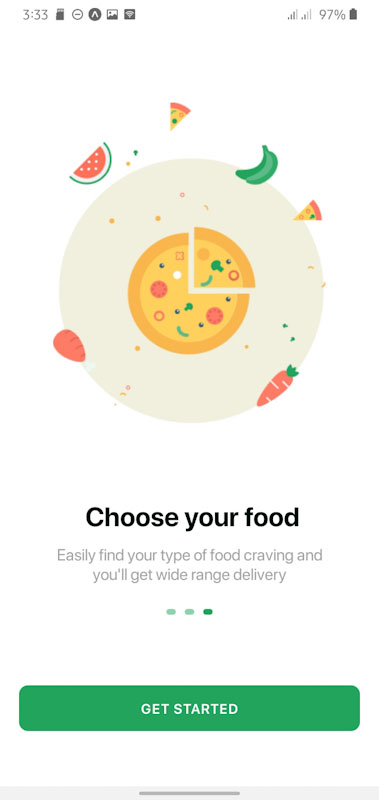 3:33
97%
Choose your food
Easily find your type of food craving and
you'll get wide range delivery
GET STARTED